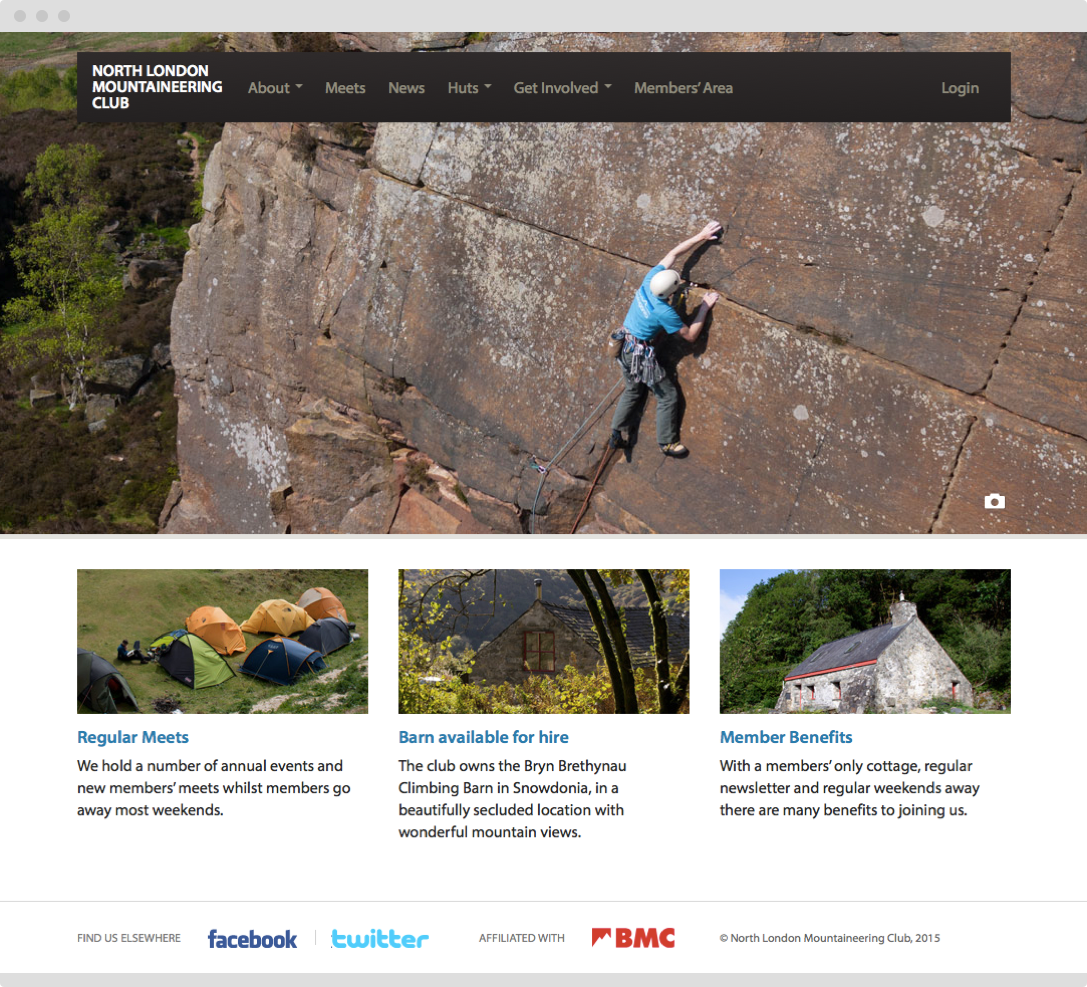 NORTH LONDON
MOUNTAINEERING
CLUB
About Meets News Huts Get Involved Members' Area Login
Regular Meets
We hold a number of annual events and
new members' meets whilst members go
away most weekends.
Barn available for hire
The club owns the Bryn Brethynau
Climbing Barn in Snowdonia, in a
beautifully secluded location with
wonderful mountain views.
Member Benefits
With a members' only cottage, regular
newsletter and regular weekends away
there are many benefits to joining us.
FIND US ELSEWHERE facebook twitter AFFILIATED WITH BMC © North London Mountaineering Club, 2015